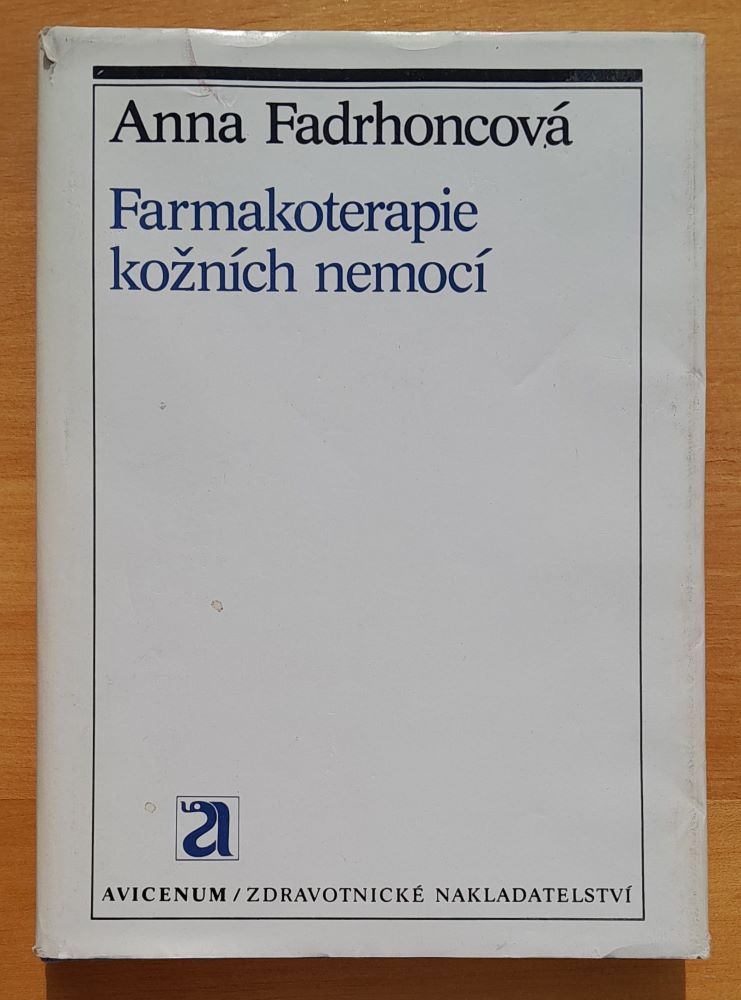 Anna Fadrhoncová
Farmakoterapie
kožních nemocí
AVICENUM / ZDRAVOTNICKÉ NAKLADATELSTVÍ